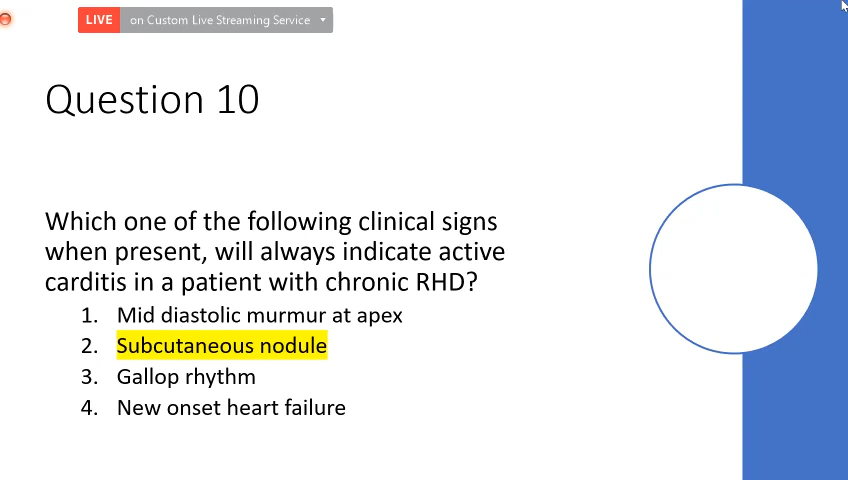 LIVE on Custom Live Streaming Service
Question 10
Which one of the following clinical signs
when present, will always indicate active
carditis in a patient with chronic RHD?
1. Mid diastolic murmur at apex
2. Subcutaneous nodule
3. Gallop rhythm
4. New onset heart failure